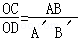 OC/OD = AB/A′B′